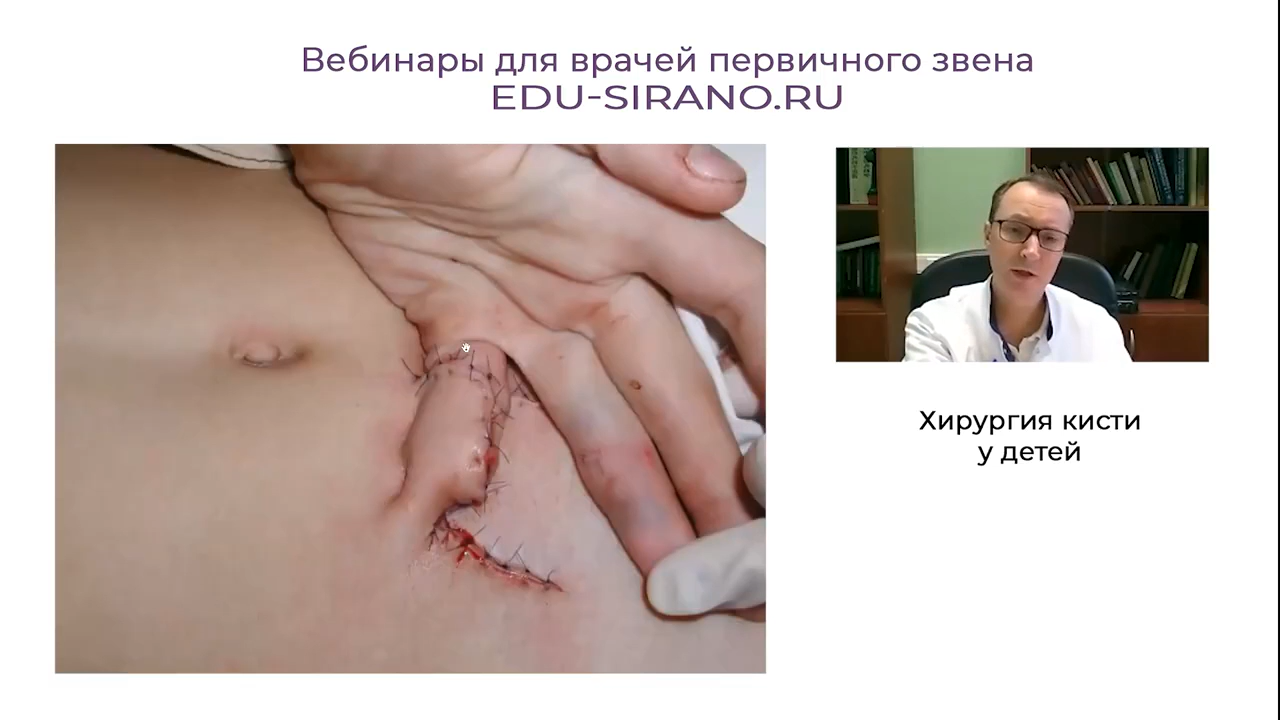 Вебинары для врачей первичного звена
EDU-SIRANO.RU
Хирургия кисти
у детей